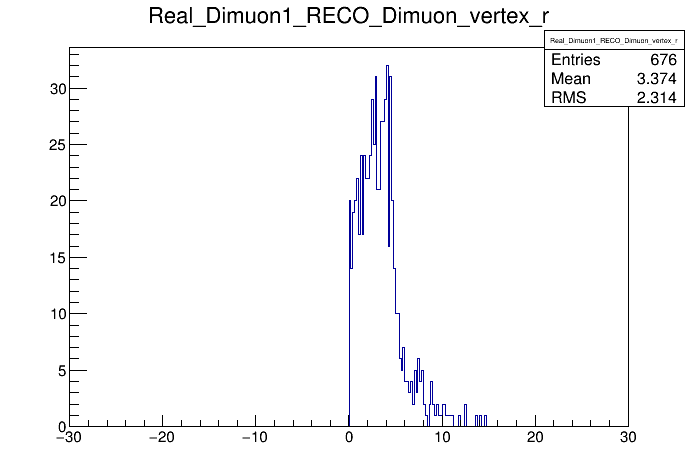 Real_Dimuon1_RECO_Dimuon_vertex_r
Real_Dimuon1_RECO_Dimuon_vertex_r
Entries 676
Mean 3.374
RMS 2.314
30
25
20
15
10
5
0
−30 −20 −10 0 10 20 30